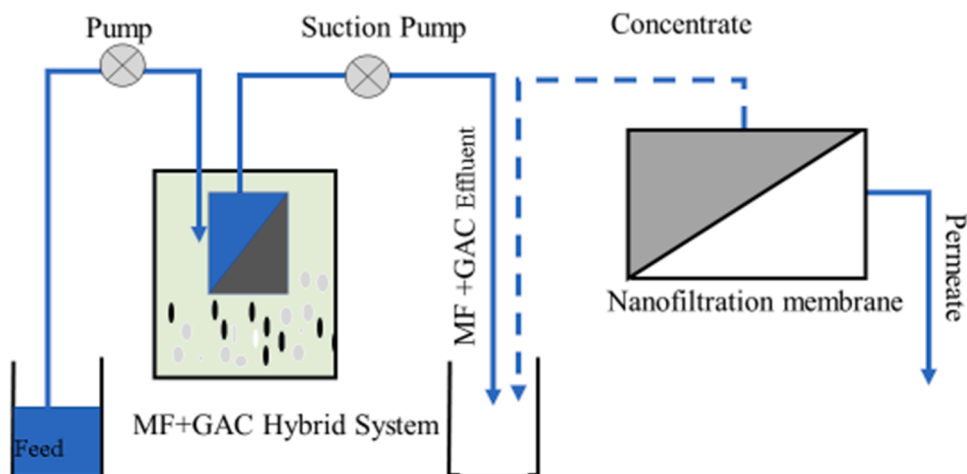 Pump
Suction Pump
Concentrate
MF +GAC Effluent
Permeate
Nanofiltration membrane
MF+GAC Hybrid System
Feed